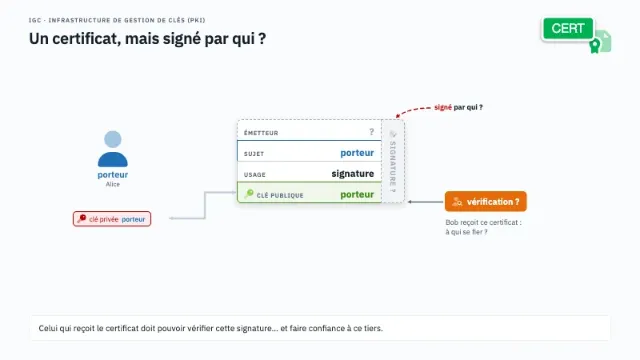 IGC · INFRASTRUCTURE DE GESTION DE CLÉS (PKI)
Un certificat, mais signé par qui ?
CERT
signé par qui ?
ÉMETTEUR ?
SUJET porteur
USAGE signature
CLÉ PUBLIQUE porteur
SIGNATURE ?
porteur
Alice
clé privée porteur
vérification ?
Bob reçoit ce certificat :
à qui se fier ?
Celui qui reçoit le certificat doit pouvoir vérifier cette signature... et faire confiance à ce tiers.